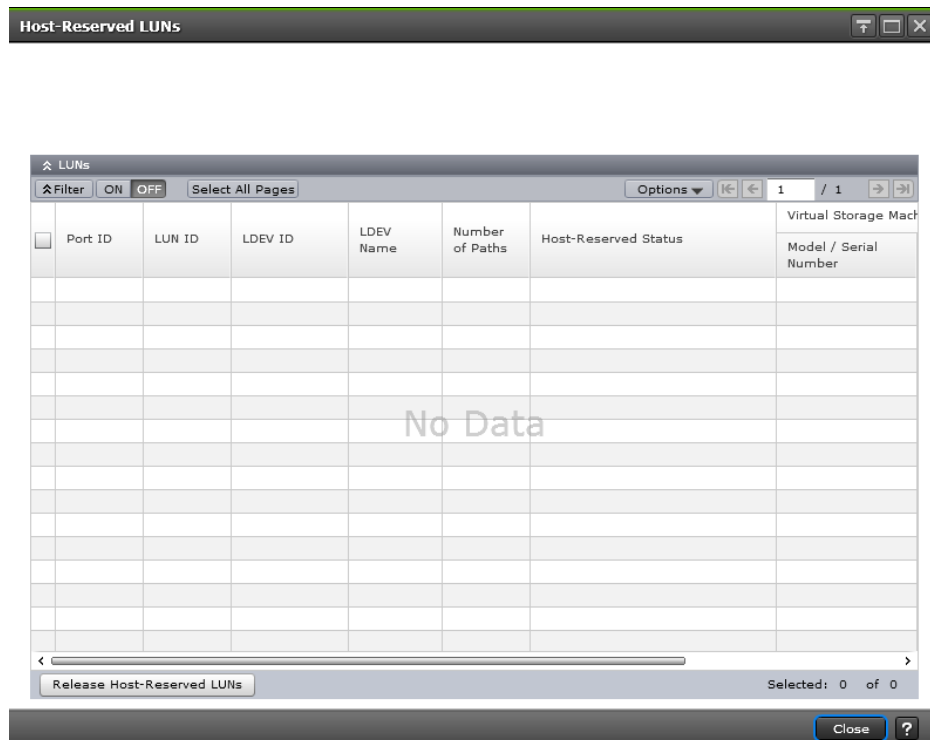 Host-Reserved LUNs
LUNs
Filter ON OFF Select All Pages Options 1 / 1
Port ID LUN ID LDEV ID LDEV Name Number of Paths Host-Reserved Status Virtual Storage Mach
Model / Serial Number
No Data
Release Host-Reserved LUNs Selected: 0 of 0
Close ?